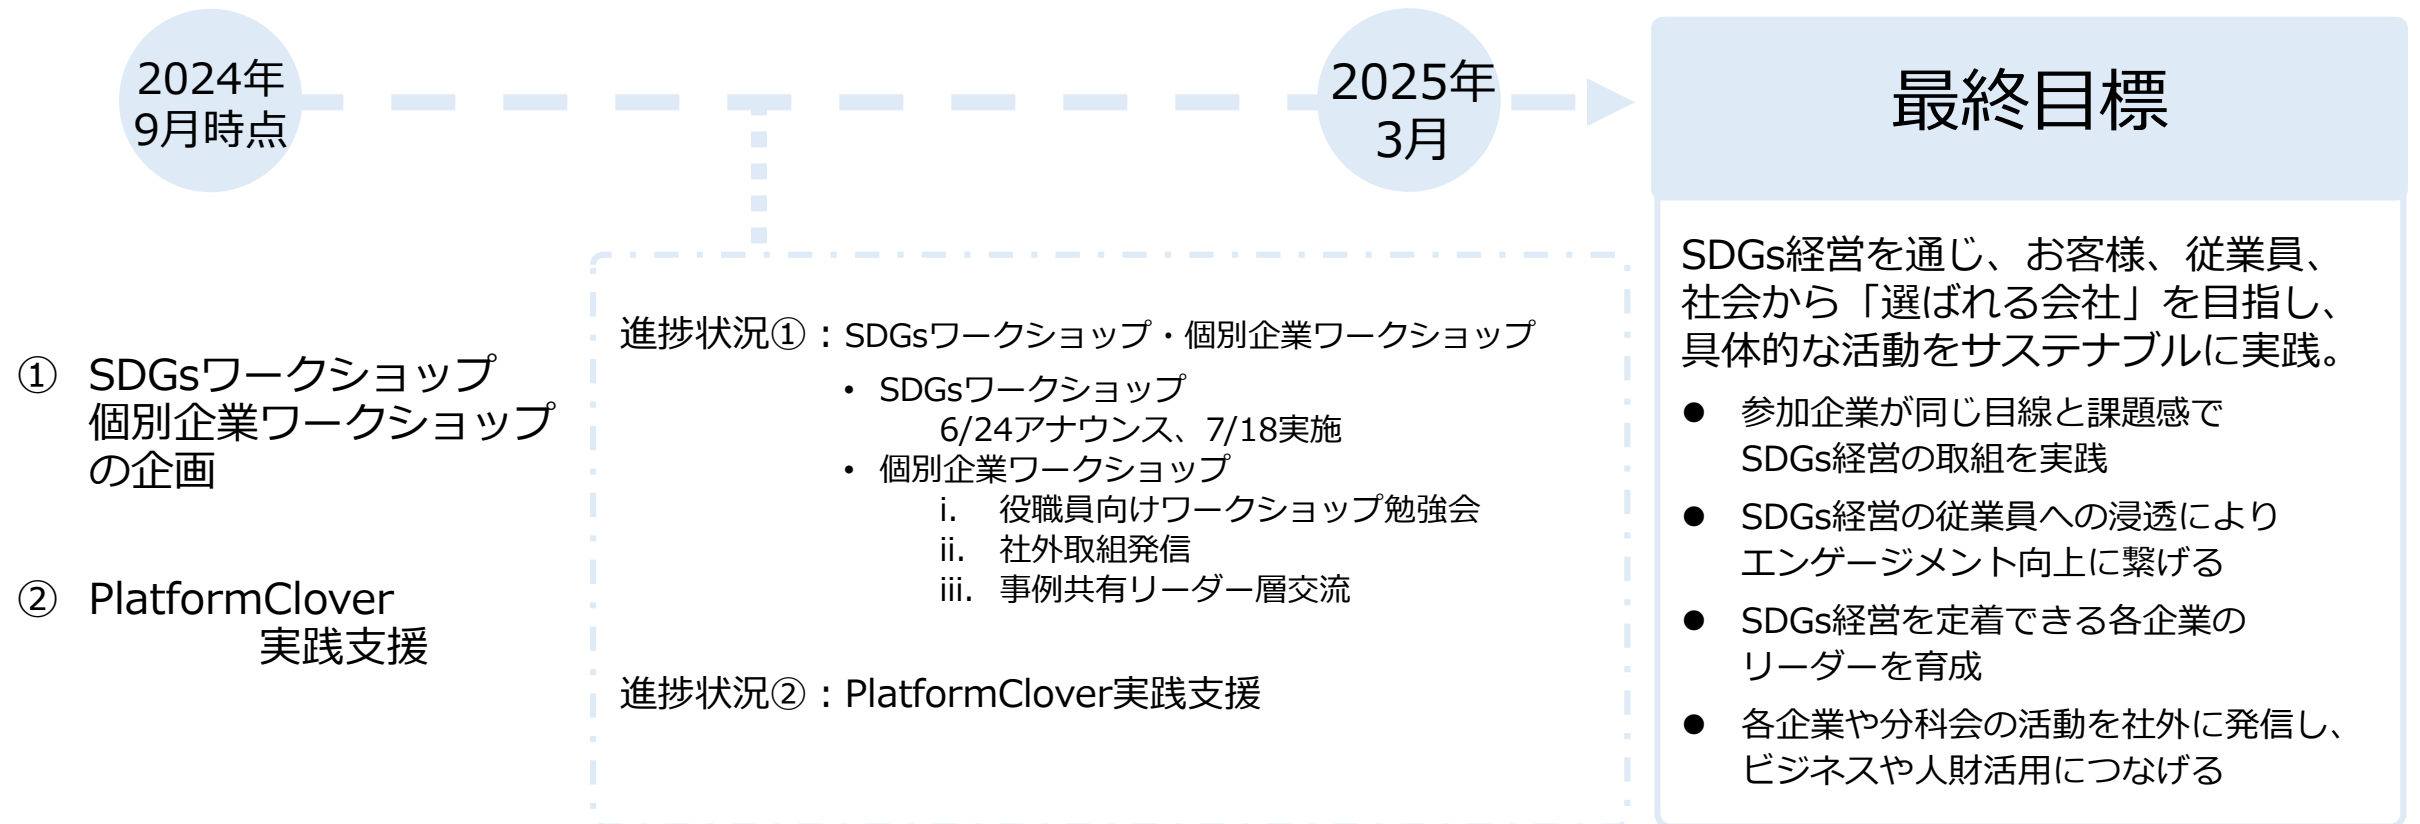 2024年
9月時点
2025年
3月
最終目標
① SDGsワークショップ
個別企業ワークショップ
の企画
② PlatformClover
実践支援
進捗状況①：SDGsワークショップ・個別企業ワークショップ
• SDGsワークショップ
6/24アナウンス、7/18実施
• 個別企業ワークショップ
i. 役職員向けワークショップ勉強会
ii. 社外取組発信
iii. 事例共有リーダー層交流
進捗状況②：PlatformClover実践支援
SDGs経営を通じ、お客様、従業員、
社会から「選ばれる会社」を目指し、
具体的な活動をサステナブルに実践。
● 参加企業が同じ目線と課題感で
SDGs経営の取組を実践
● SDGs経営の従業員への浸透により
エンゲージメント向上に繋げる
● SDGs経営を定着できる各企業の
リーダーを育成
● 各企業や分科会の活動を社外に発信し、
ビジネスや人財活用につなげる